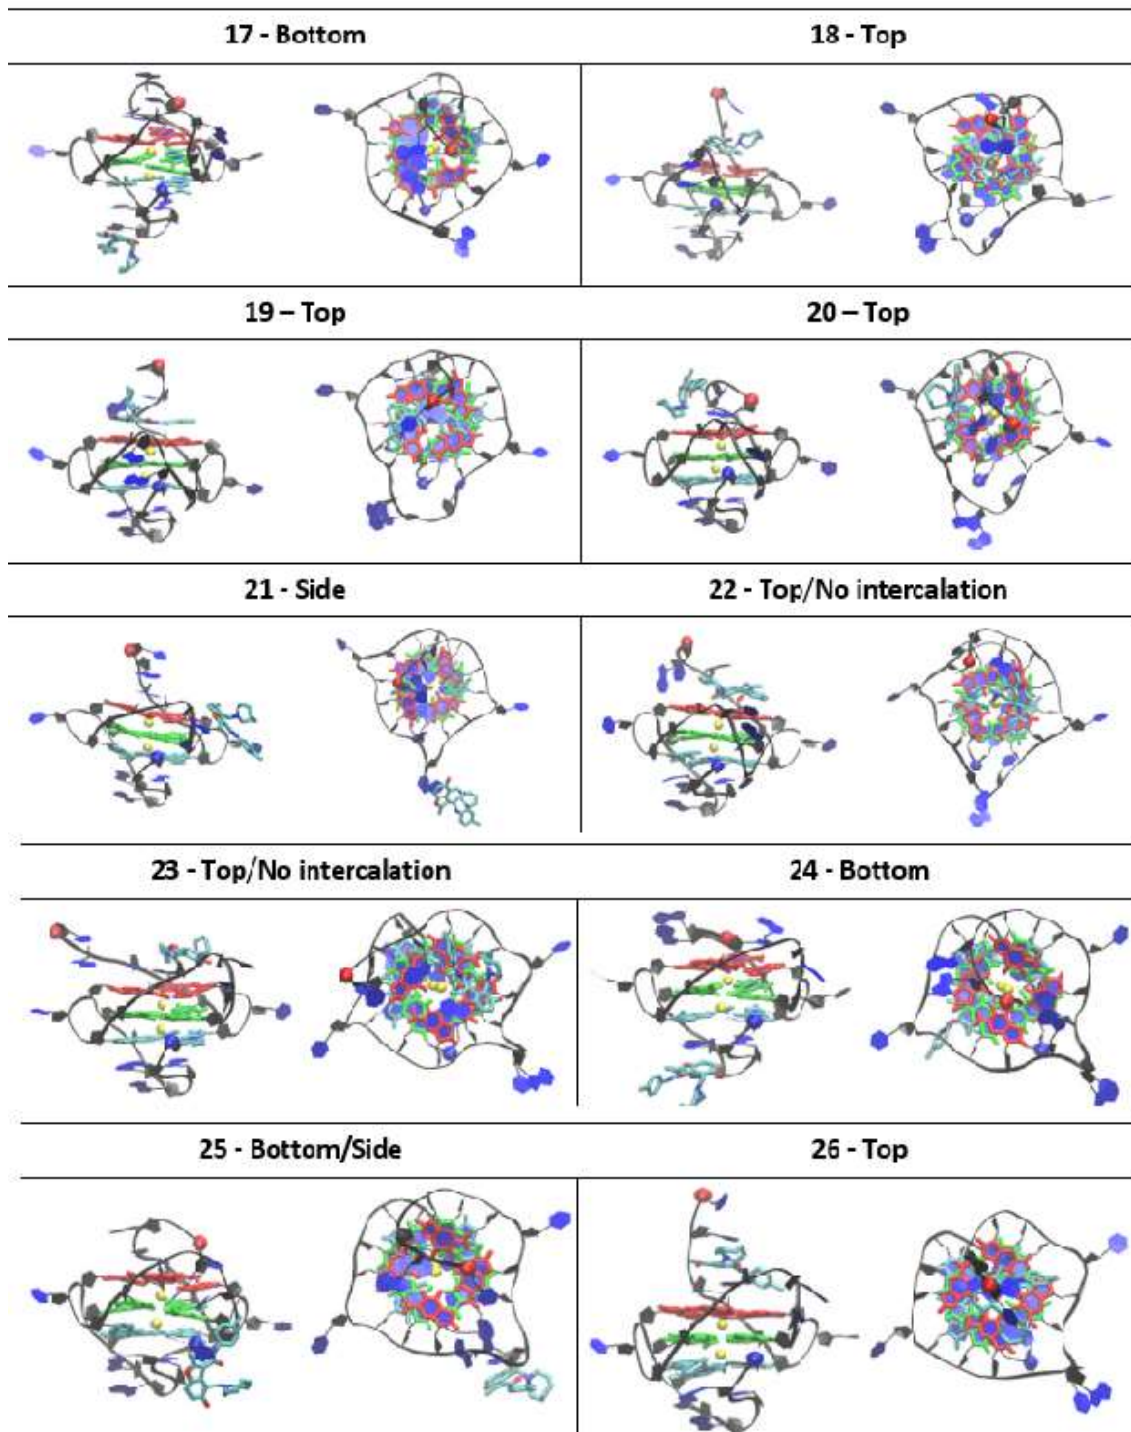 17 - Bottom
18 - Top
19 – Top
20 – Top
21 - Side
22 - Top/No intercalation
23 - Top/No intercalation
24 - Bottom
25 - Bottom/Side
26 - Top